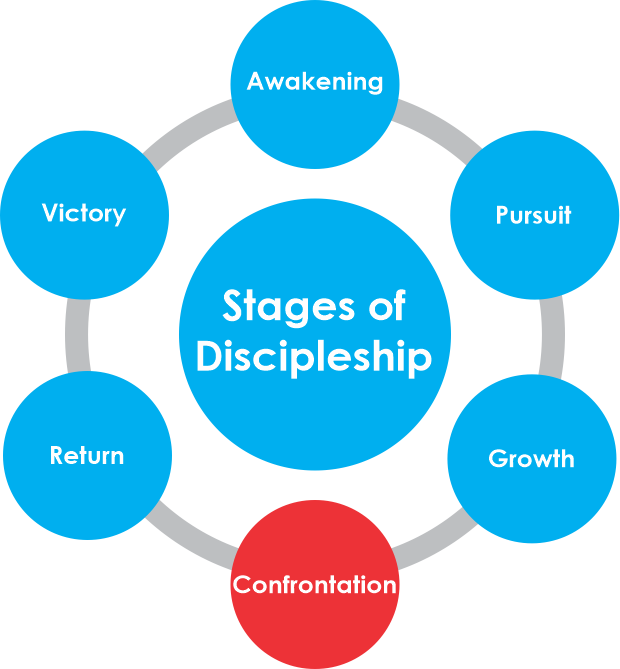 Awakening
Pursuit
Growth
Confrontation
Return
Victory
Stages of
Discipleship